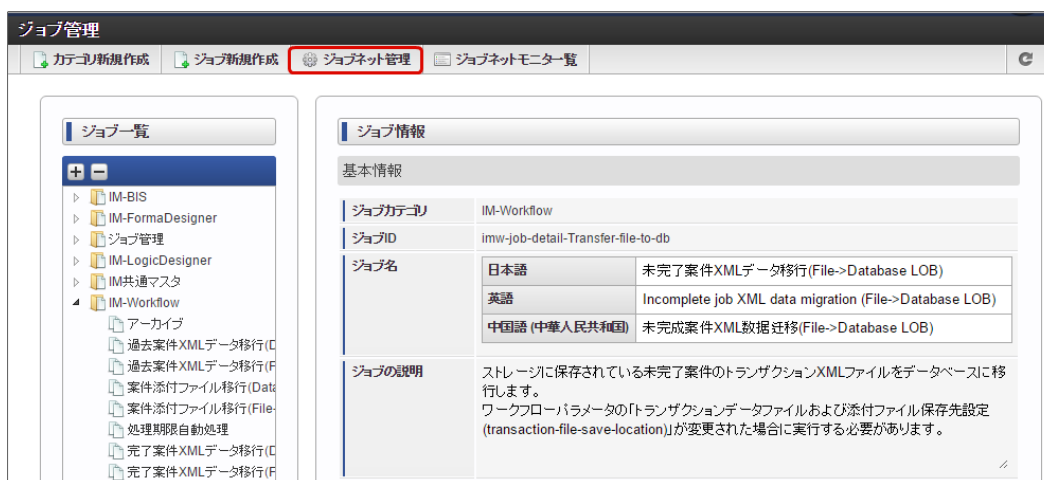 ジョブ管理
カテゴリ新規作成 ジョブ新規作成 ジョブネット管理 ジョブネットモニター覧
ジョブ一覧
IM-BIS
IM-FormaDesigner
ジョブ管理
IM-LogicDesigner
IM共通マスタ
IM-Workflow
アーカイブ
過去案件XMLデータ移行(D
過去案件XMLデータ移行(F
案件添付ファイル移行(Data
案件添付ファイル移行(File-
処理期限自動処理
完了案件XMLデータ移行(D
完了案件XMLデータ移行(F
ジョブ情報
基本情報
ジョブカテゴリ IM-Workflow
ジョブID imw-job-detail-Transfer-file-to-db
ジョブ名 日本語 未完了案件XMLデータ移行(File->Database LOB)
英語 Incomplete job XML data migration (File->Database LOB)
中国語 (中華人民共和国) 未完成案件XML数据迁移(File->Database LOB)
ジョブの説明 ストレージに保存されている未完了案件のトランザクションXMLファイルをデータベースに移
行します。
ワークフローパラメータの「トランザクションデータファイルおよび添付ファイル保存先設定
(transaction-file-save-location)」が変更された場合に実行する必要があります。